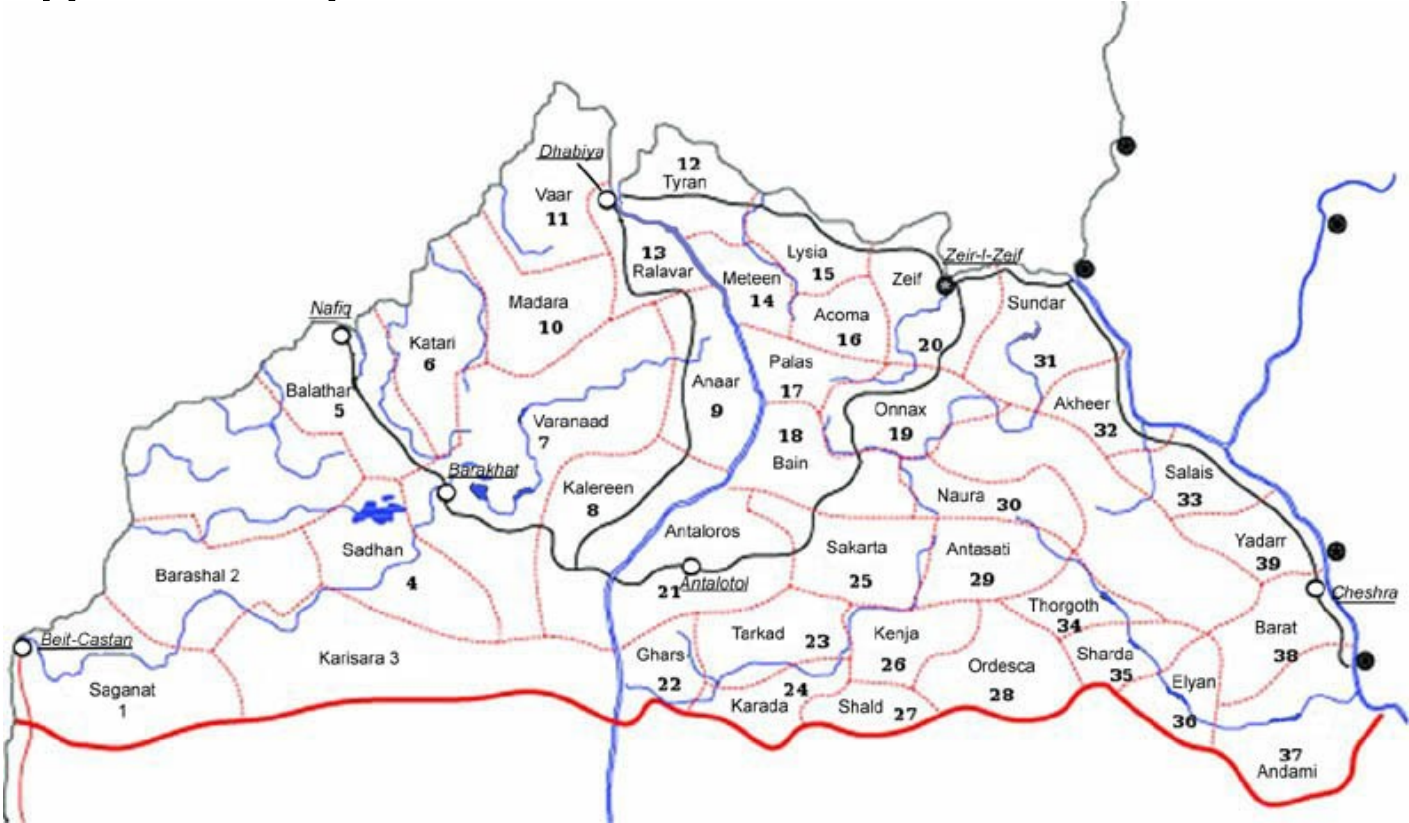 Dhabiya
12
Tyran
Vaar
11
13
Ralavar
Lysia
15
Zeir-I-Zeif
Meteen
14
Zeif
Nafiq
Madara
10
Sundar
Katari
6
Acoma
16
20
31
Balathar
5
Palas
17
Anaar
9
Akheer
32
Onnax
19
Varanaad
7
18
Bain
Barakhat
Salais
33
Kalereen
8
Naura
30
Antaloros
Yadarr
39
Sadhan
4
Sakarta
25
Antasati
29
Barashal 2
21
Antalotol
Cheshra
Thorgoth
34
Beit-Castan
Tarkad
23
Kenja
26
Barat
38
Karisara 3
Ghars
22
Sharda
35
Ordesca
28
Saganat
1
24
Karada
Elyan
36
Shald
27
37
Andami